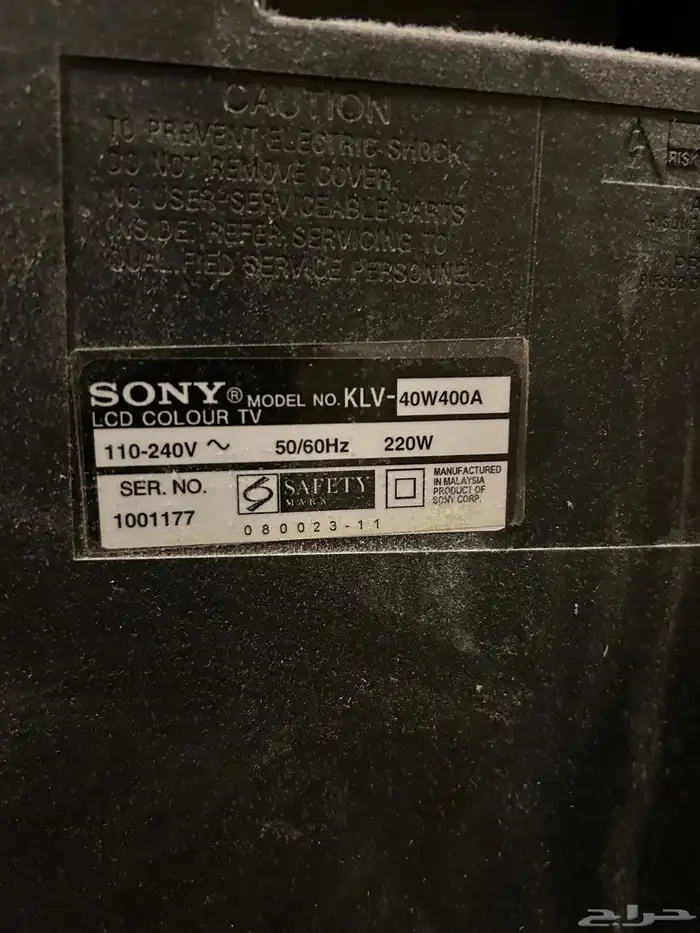 CAUTION
TO PREVENT ELECTRIC SHOCK,
DO NOT REMOVE COVER.
NO USER-SERVICEABLE PARTS
INSIDE. REFER SERVICING TO
QUALIFIED SERVICE PERSONNEL.
RISK
SONY® MODEL NO. KLV-40W400A
LCD COLOUR TV
110-240V ~ 50/60Hz 220W
SER. NO.
1001177
SAFETY
MARK
080023-11
MANUFACTURED
IN MALAYSIA
PRODUCT OF
SONY CORP.
حراج